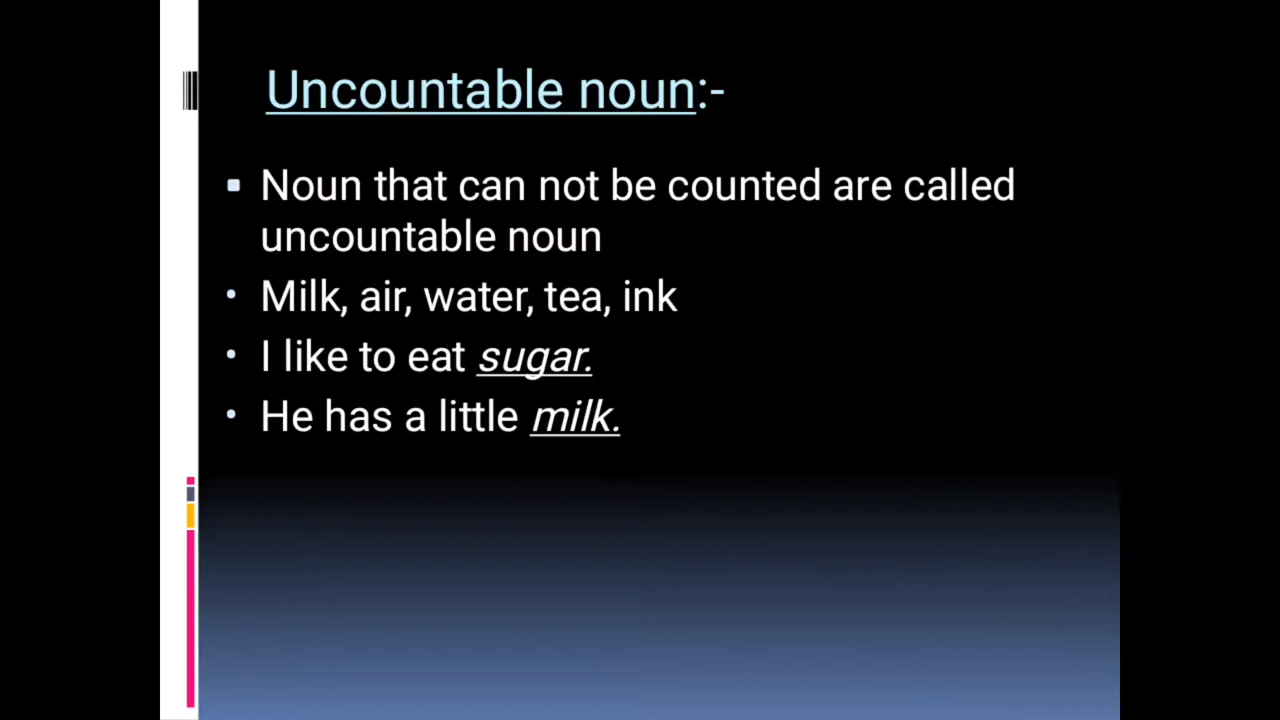 Uncountable noun:-
Noun that can not be counted are called
uncountable noun
Milk, air, water, tea, ink
I like to eat sugar.
He has a little milk.